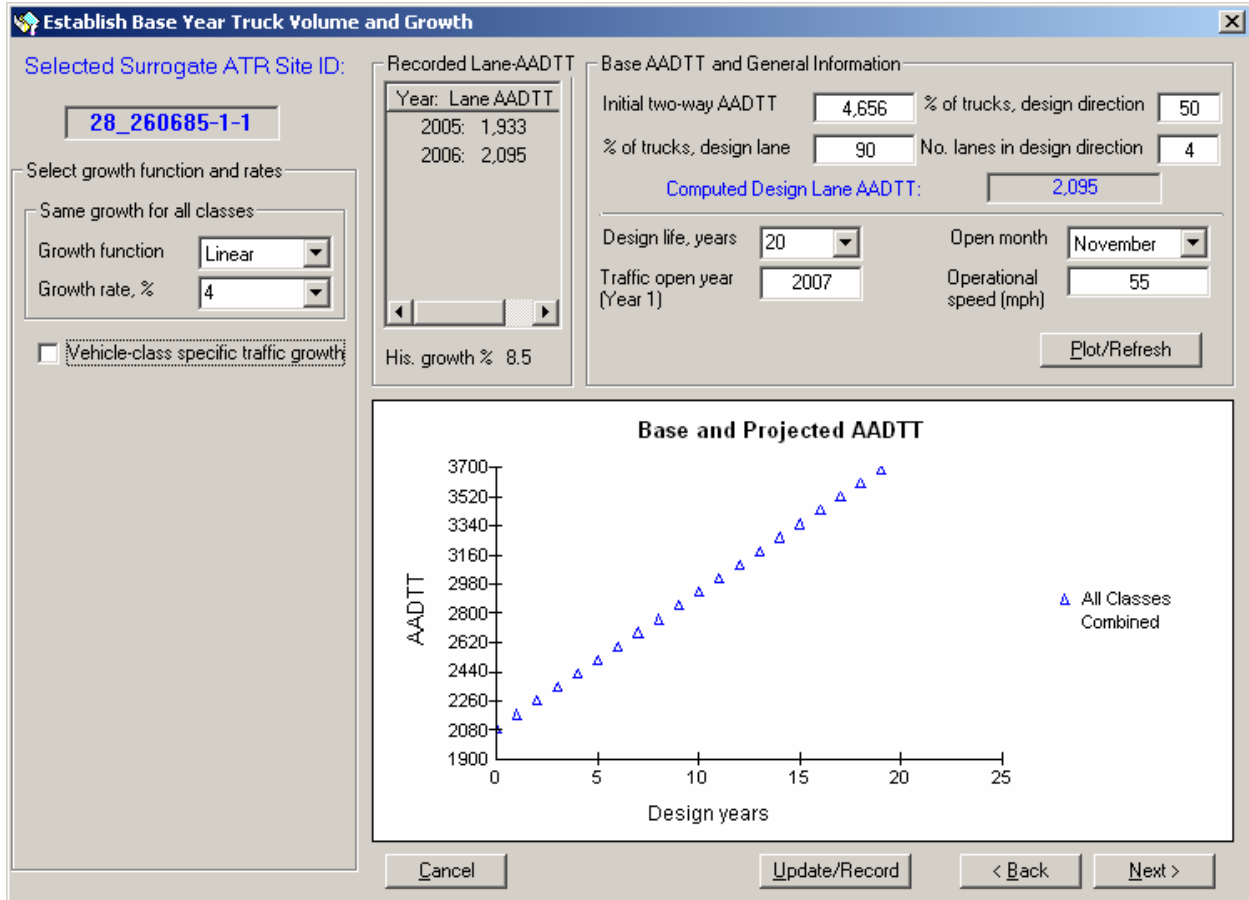 Establish Base Year Truck Volume and Growth
Selected Surrogate ATR Site ID:
28_260685-1-1
Select growth function and rates
Same growth for all classes
Growth function Linear
Growth rate, % 4
Vehicle-class specific traffic growth
Recorded Lane-AADTT
Year: Lane AADTT
2005: 1,933
2006: 2,095
His. growth % 8.5
Base AADTT and General Information
Initial two-way AADTT 4,656 % of trucks, design direction 50
% of trucks, design lane 90 No. lanes in design direction 4
Computed Design Lane AADTT: 2,095
Design life, years 20 Open month November
Traffic open year (Year 1) 2007 Operational speed (mph) 55
Plot/Refresh
Base and Projected AADTT
AADTT
3700
3520
3340
3160
2980
2800
2620
2440
2260
2080
1900
0 5 10 15 20 25
Design years
All Classes
Combined
Cancel Update/Record < Back Next >